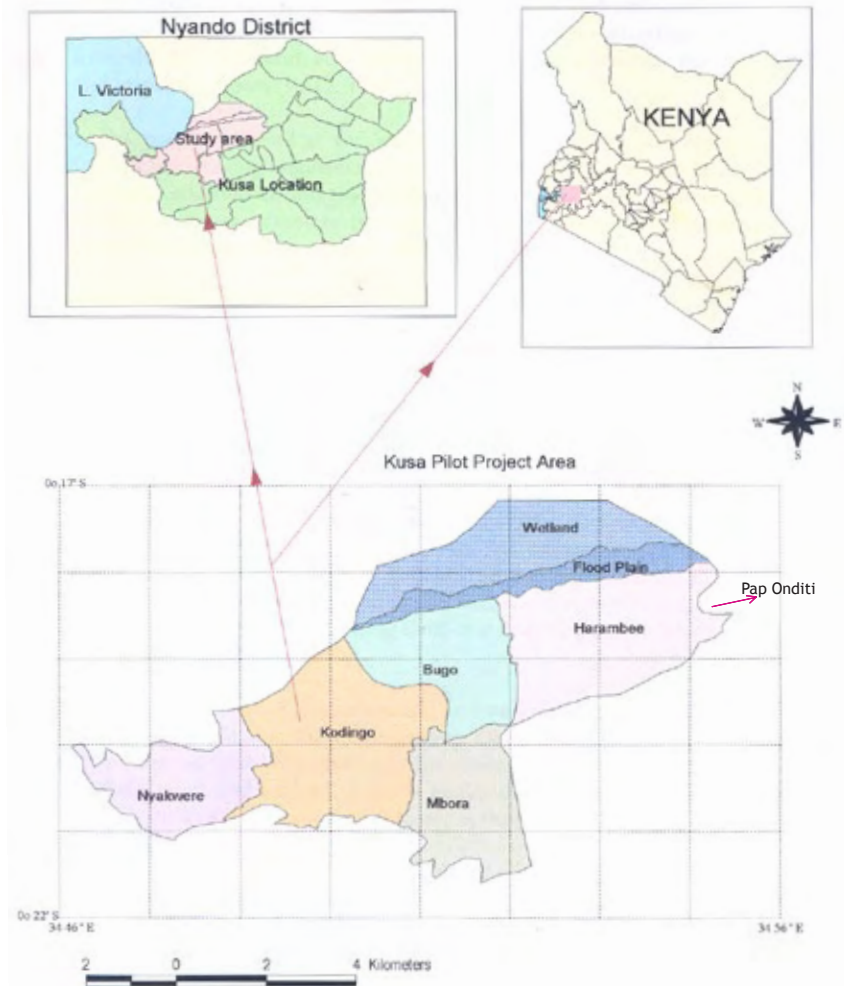 Nyando District
L. Victoria
Study area
Kusa Location
KENYA
N
W E
S
Kusa Pilot Project Area
0o 17' S
Wetland
Flood Plain
Pap Onditi
Harambee
Bugo
Kodingo
Nyakwere
Mbora
0o 22' S
34.46° E
34.56° E
2 0 2 4 Kilometers